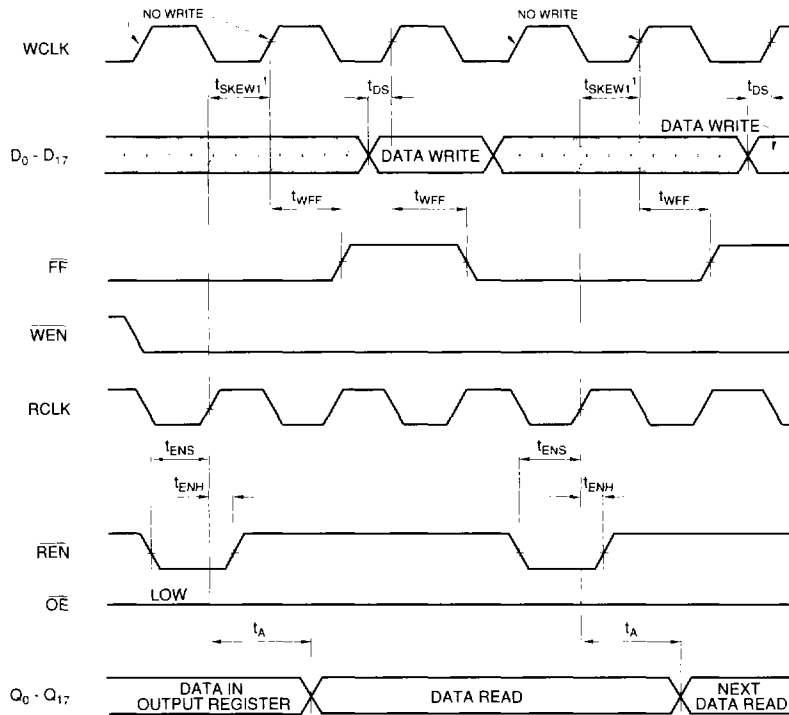 NO WRITE
NO WRITE
WCLK
tSKEW1¹
tDS
tSKEW1¹
tDS
DATA WRITE
D0 - D17
DATA WRITE
tWFF
tWFF
tWFF
FF
WEN
RCLK
tENS
tENS
tENH
tENH
REN
LOW
OE
tA
tA
Q0 - Q17
DATA IN
OUTPUT REGISTER
DATA READ
NEXT
DATA READ